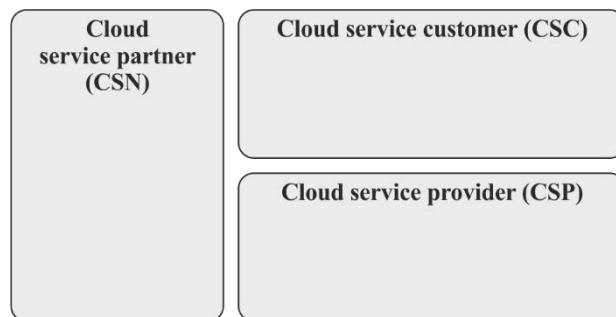 Cloud
service partner
(CSN)
Cloud service customer (CSC)
Cloud service provider (CSP)